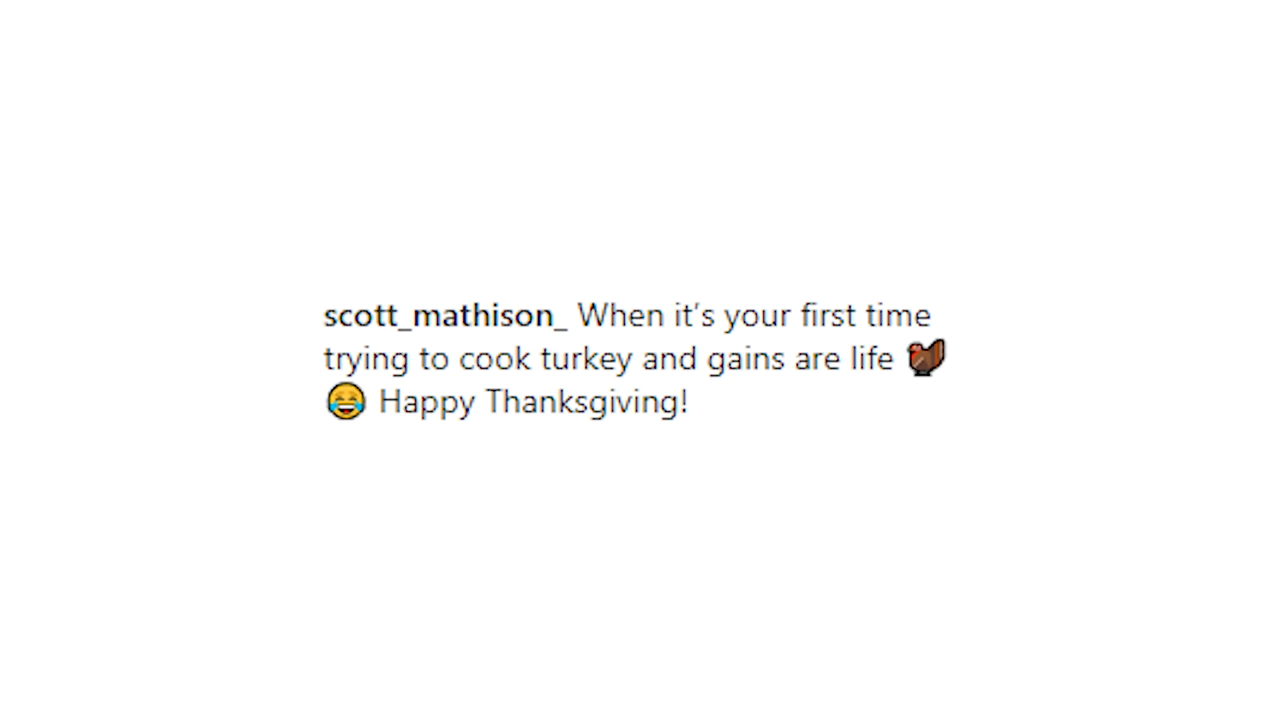 scott_mathison_ When it's your first time
trying to cook turkey and gains are life 🦃
😂 Happy Thanksgiving!